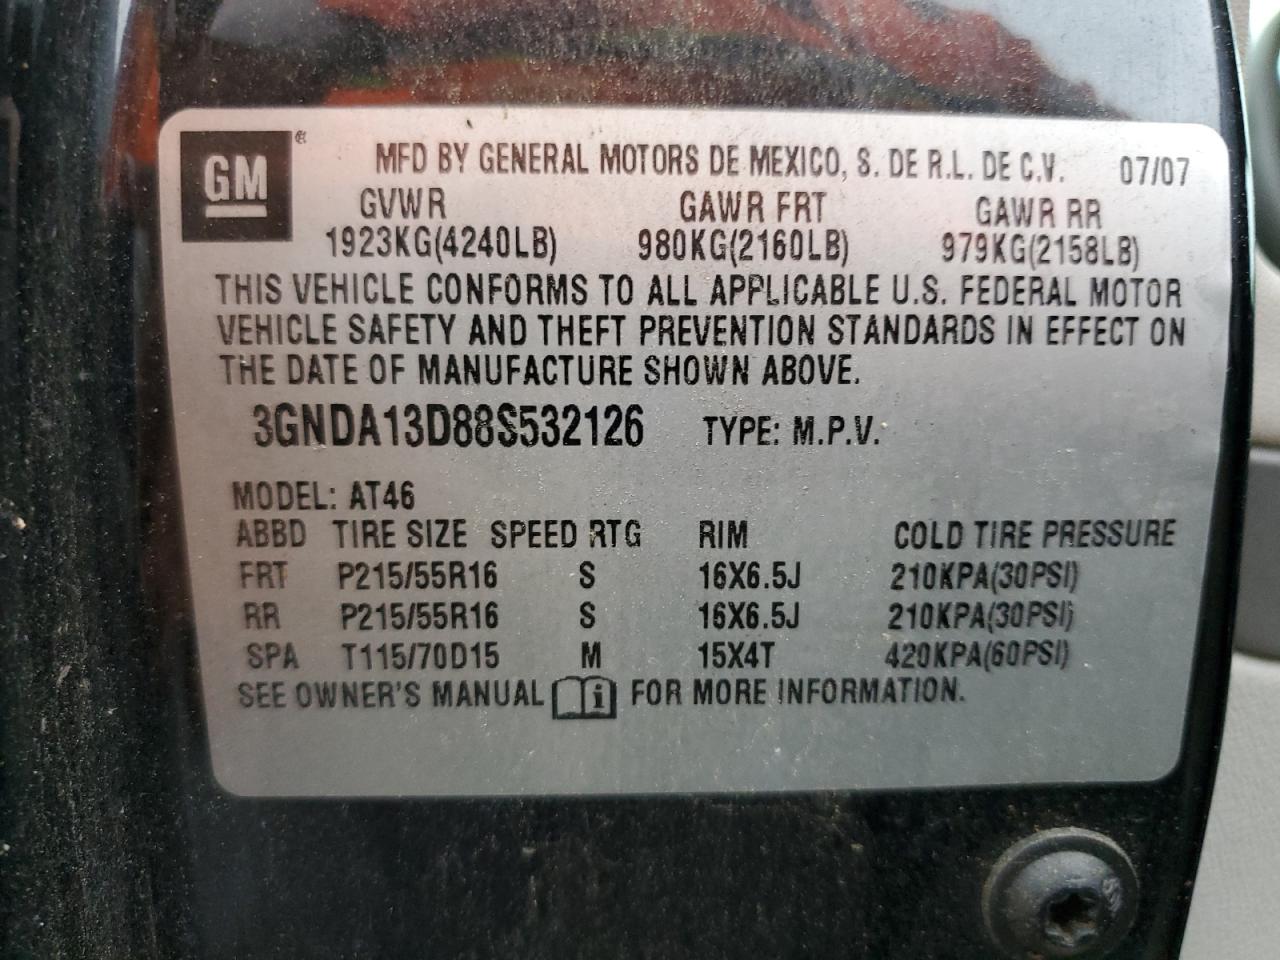 GM ®
MFD BY GENERAL MOTORS DE MEXICO, S. DE R.L. DE C.V. 07/07
GVWR GAWR FRT GAWR RR
1923KG(4240LB) 980KG(2160LB) 979KG(2158LB)
THIS VEHICLE CONFORMS TO ALL APPLICABLE U.S. FEDERAL MOTOR
VEHICLE SAFETY AND THEFT PREVENTION STANDARDS IN EFFECT ON
THE DATE OF MANUFACTURE SHOWN ABOVE.
3GNDA13D88S532126 TYPE: M.P.V.
MODEL: AT46
ABBD TIRE SIZE SPEED RTG RIM COLD TIRE PRESSURE
FRT P215/55R16 S 16X6.5J 210KPA(30PSI)
RR P215/55R16 S 16X6.5J 210KPA(30PSI)
SPA T115/70D15 M 15X4T 420KPA(60PSI)
SEE OWNER'S MANUAL i FOR MORE INFORMATION.